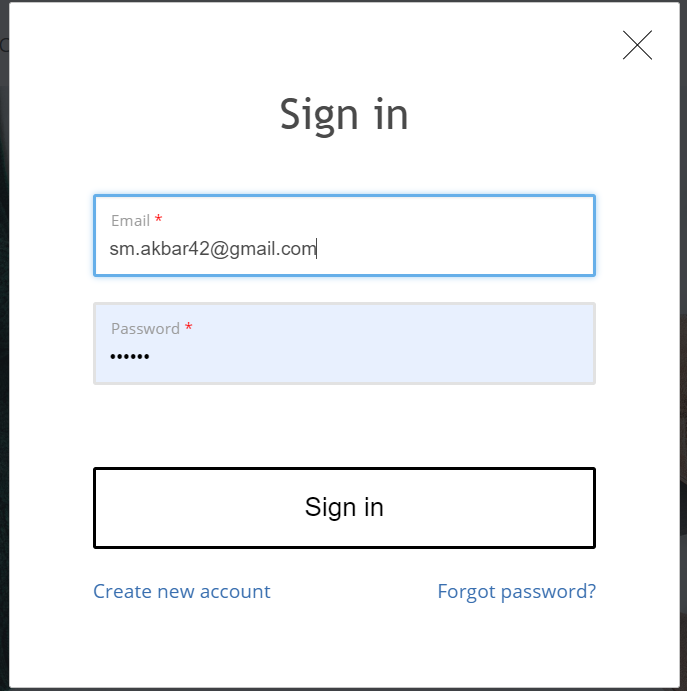 Sign in
Email *
sm.akbar42@gmail.com
Password *
••••••
Sign in
Create new account
Forgot password?